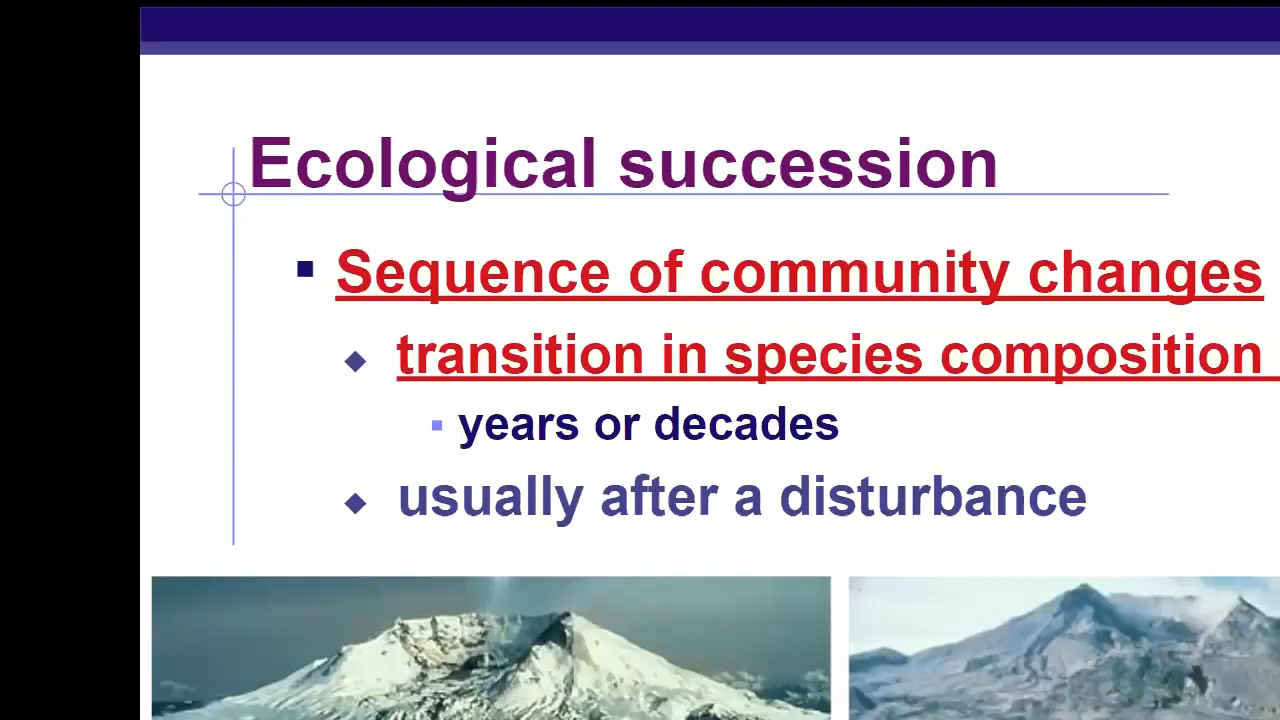 Ecological succession
Sequence of community changes
transition in species composition
years or decades
usually after a disturbance